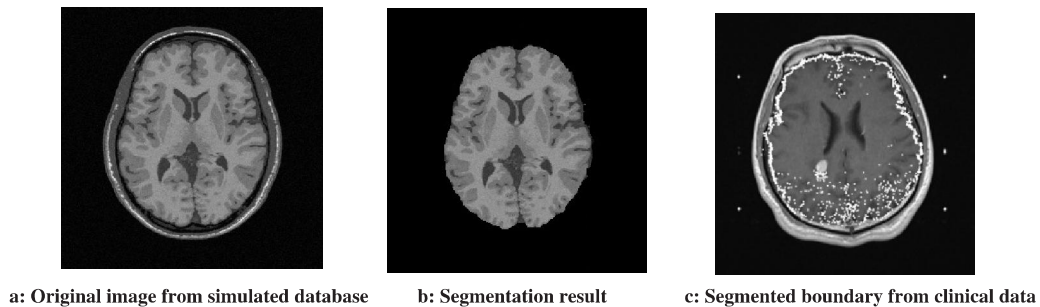 a: Original image from simulated database
b: Segmentation result
c: Segmented boundary from clinical data